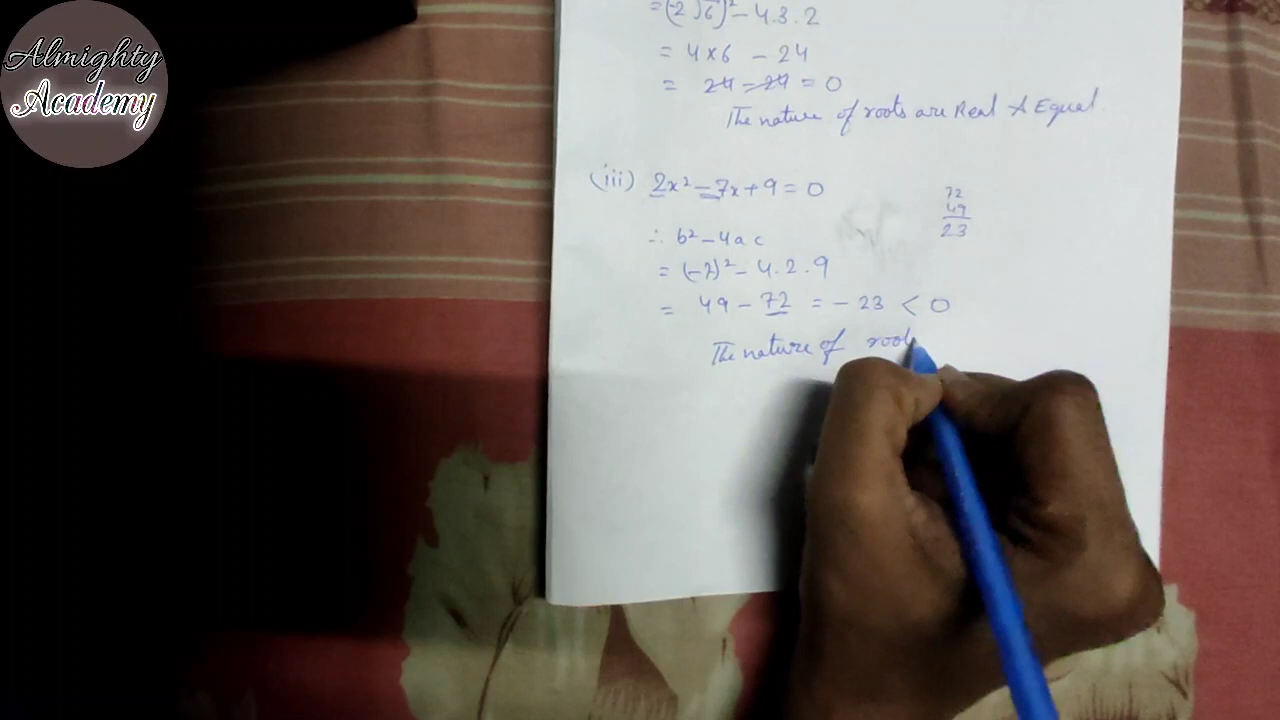 Almighty
Academy
= (-2√6)² - 4.3.2
= 4×6 - 24
= 24 - 24 = 0
The nature of roots are Real & Equal.
(iii) 2x² - 7x + 9 = 0
72
49
23
∴ b² - 4ac
= (-7)² - 4.2.9
= 49 - 72 = - 23 < 0
The nature of root